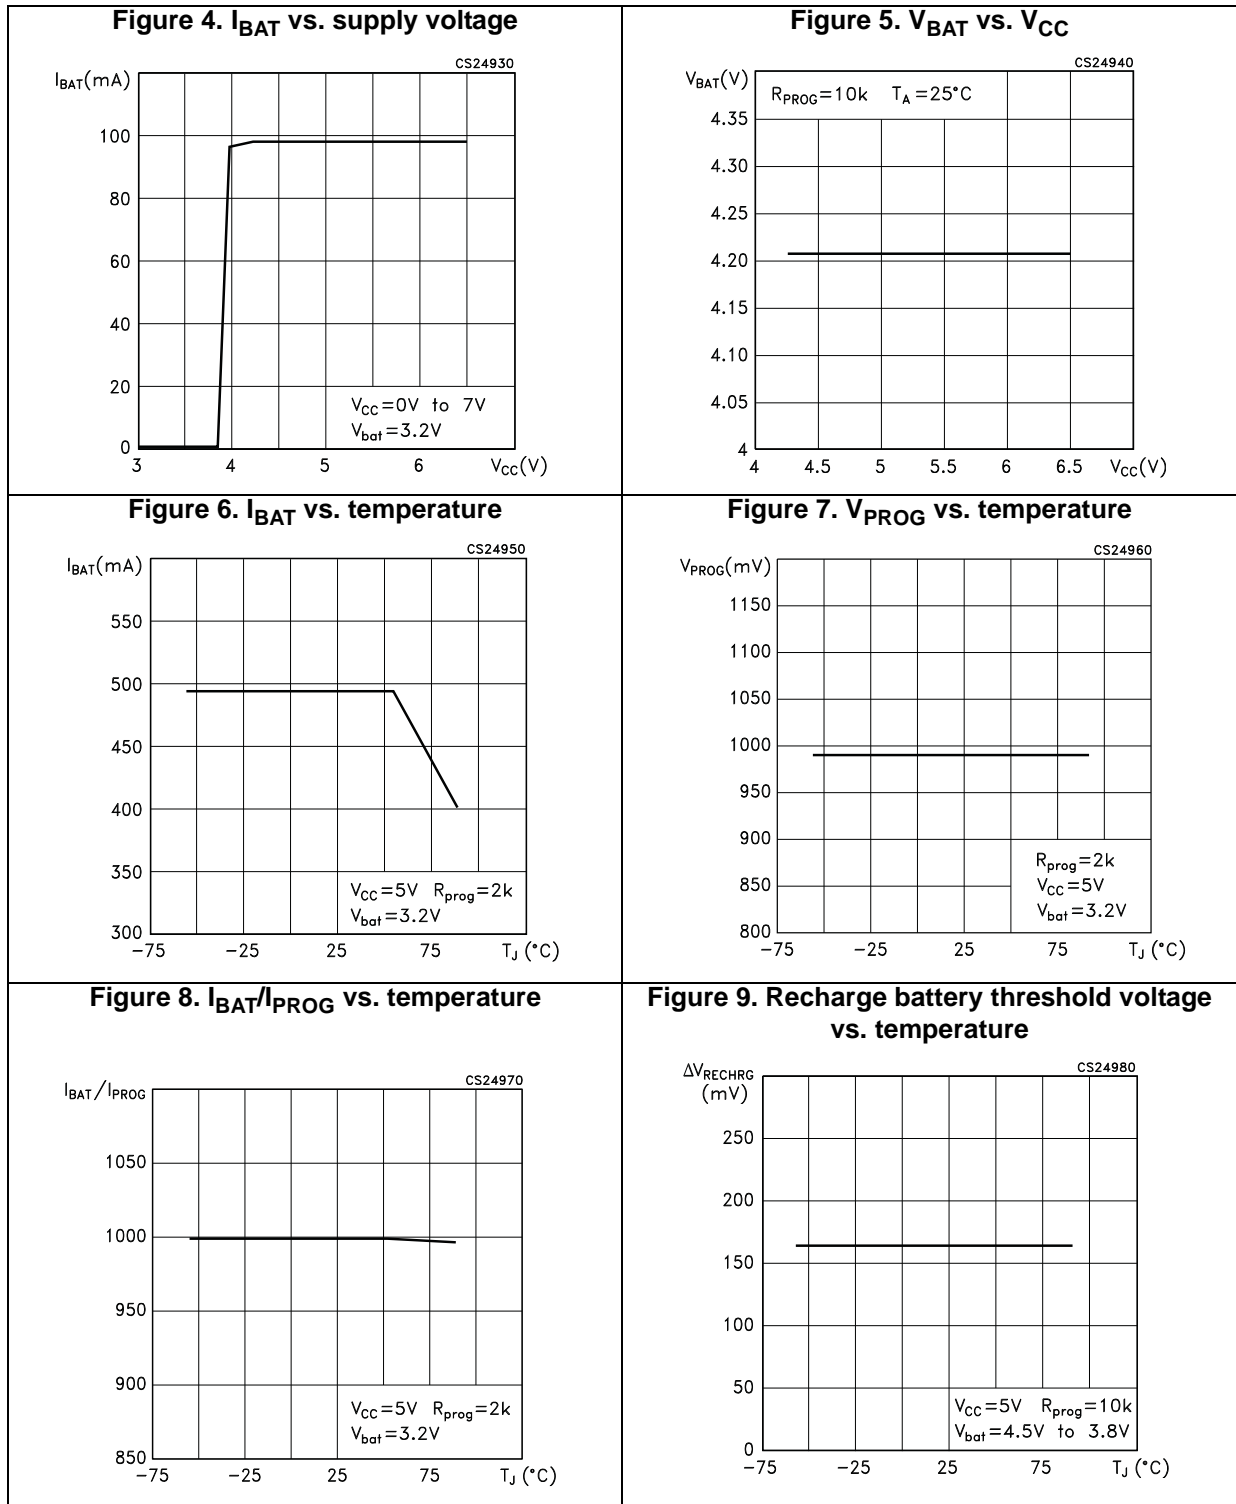 Figure 4. IBAT vs. supply voltage
CS24930
IBAT(mA)
100
80
60
40
20
0
VCC=0V to 7V
Vbat=3.2V
3 4 5 6 VCC(V)
Figure 5. VBAT vs. VCC
CS24940
VBAT(V)
RPROG=10k TA=25°C
4.35
4.30
4.25
4.20
4.15
4.10
4.05
4
4 4.5 5 5.5 6 6.5 VCC(V)
Figure 6. IBAT vs. temperature
CS24950
IBAT(mA)
550
500
450
400
350
300
VCC=5V Rprog=2k
Vbat=3.2V
-75 -25 25 75 TJ (°C)
Figure 7. VPROG vs. temperature
CS24960
VPROG(mV)
1150
1100
1050
1000
950
900
850
800
Rprog=2k
VCC=5V
Vbat=3.2V
-75 -25 25 75 TJ (°C)
Figure 8. IBAT/IPROG vs. temperature
CS24970
IBAT/IPROG
1050
1000
950
900
850
VCC=5V Rprog=2k
Vbat=3.2V
-75 -25 25 75 TJ (°C)
Figure 9. Recharge battery threshold voltage
vs. temperature
CS24980
ΔVRECHRG
(mV)
250
200
150
100
50
0
VCC=5V Rprog=10k
Vbat=4.5V to 3.8V
-75 -25 25 75 TJ (°C)